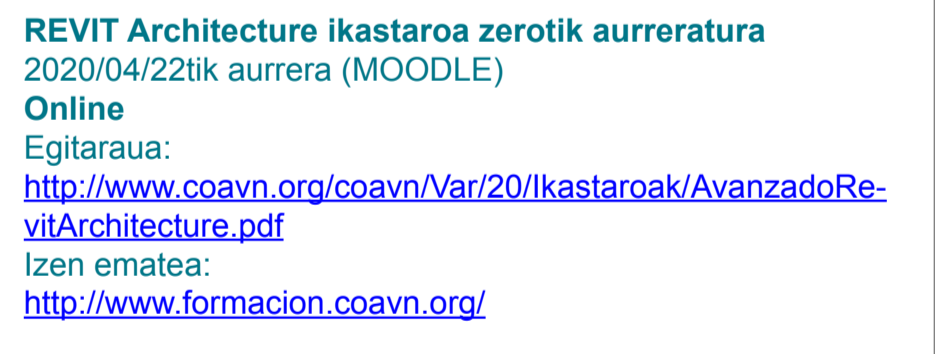 REVIT Architecture ikastaroa zerotik aurreratura
2020/04/22tik aurrera (MOODLE)
Online
Egitaraua:
http://www.coavn.org/coavn/Var/20/Ikastaroak/AvanzadoRe-
vitArchitecture.pdf
Izen ematea:
http://www.formacion.coavn.org/